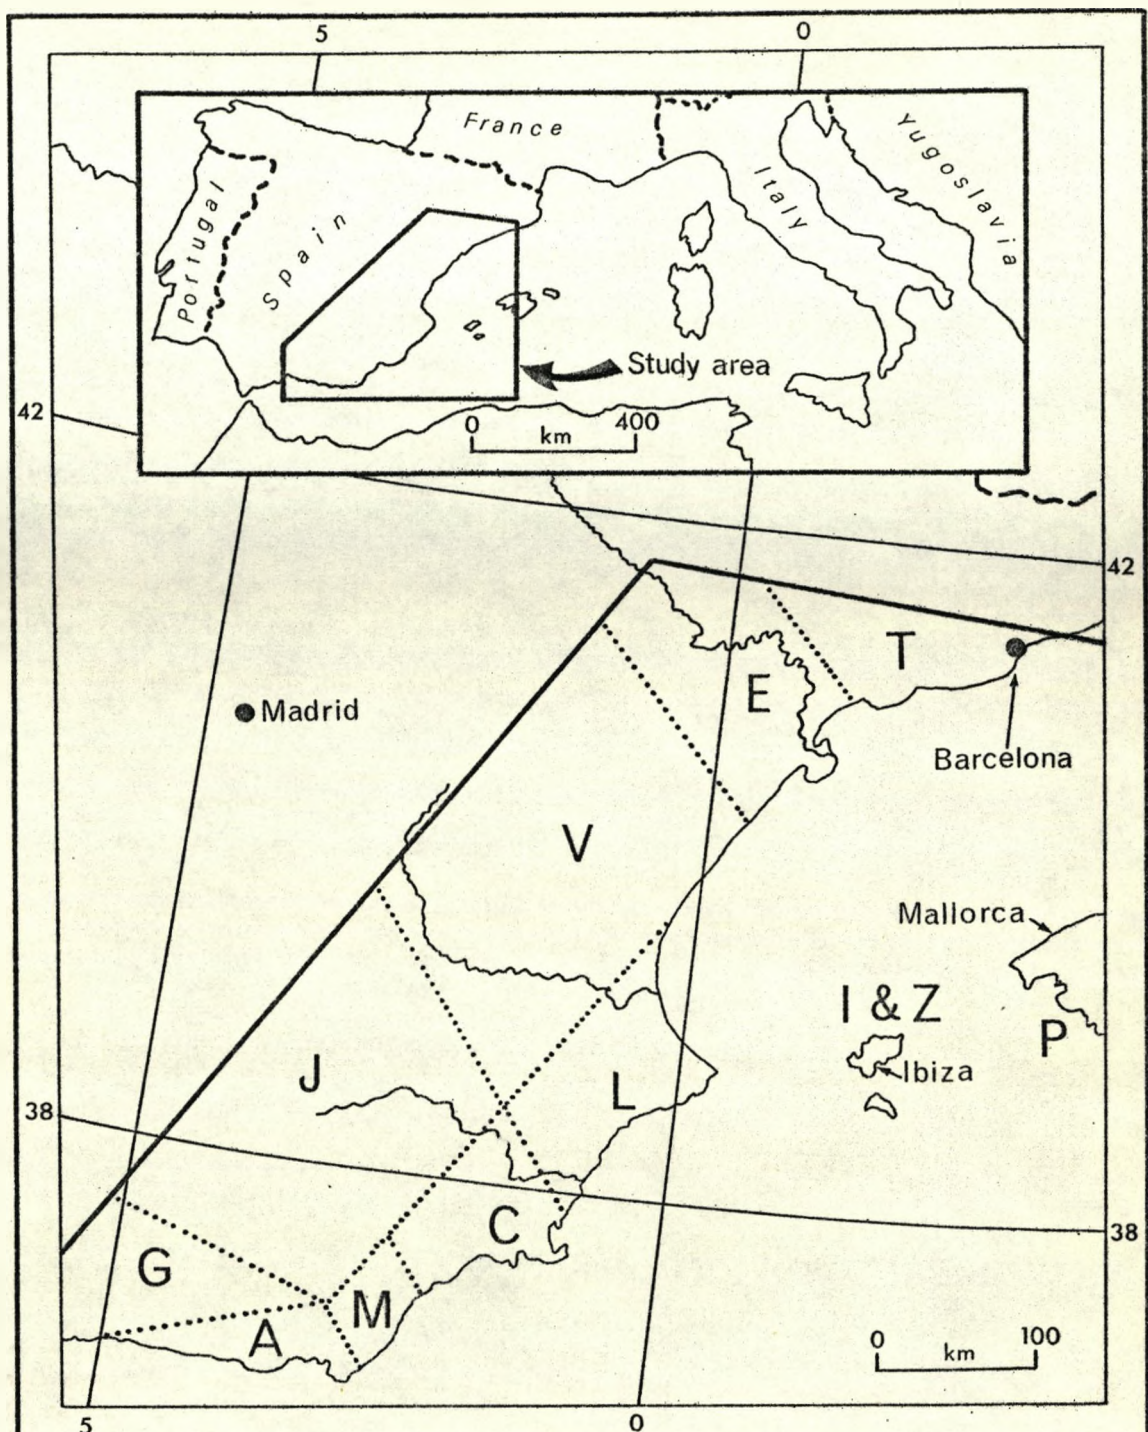 5
0
France
Yugoslavia
Italy
Portugal
Spain
Study area
0 400
km
42
42
T
E
Madrid
Barcelona
V
Mallorca
I & Z
P
J
Ibiza
L
38
38
C
G
M
A
0 100
km
5
0